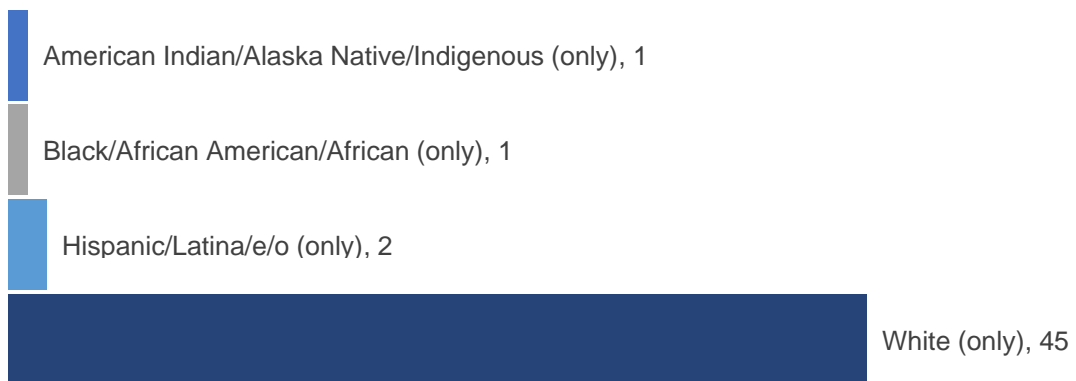 American Indian/Alaska Native/Indigenous (only), 1
Black/African American/African (only), 1
Hispanic/Latina/e/o (only), 2
White (only), 45